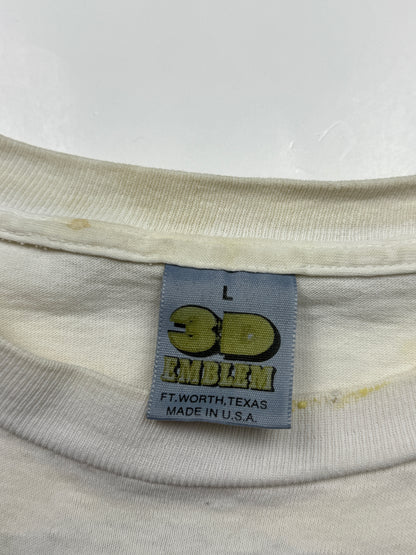 L
3D
EMBLEM
FT. WORTH, TEXAS
MADE IN U.S.A.